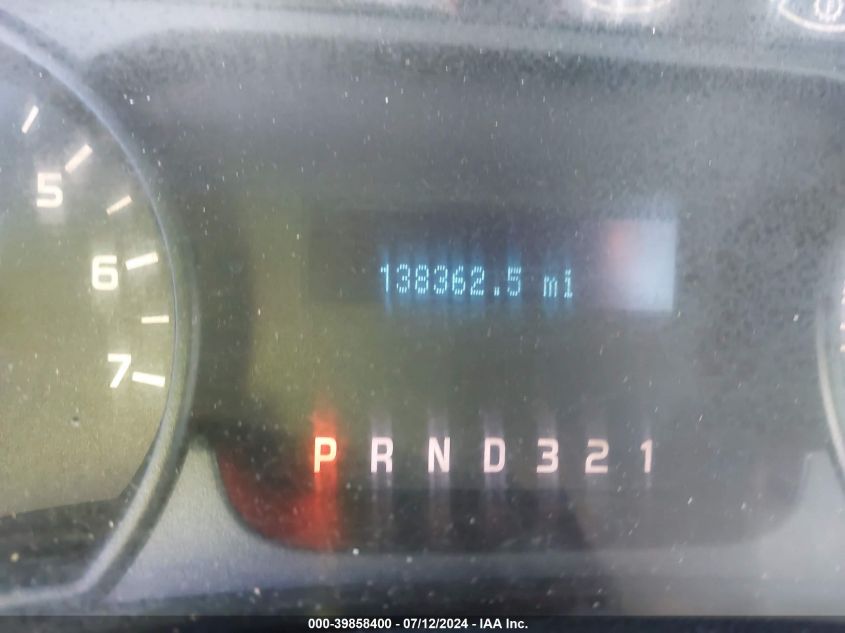 5
6
7
138362.5 mi
P R N D 3 2 1
000-39858400 - 07/12/2024 - IAA Inc.